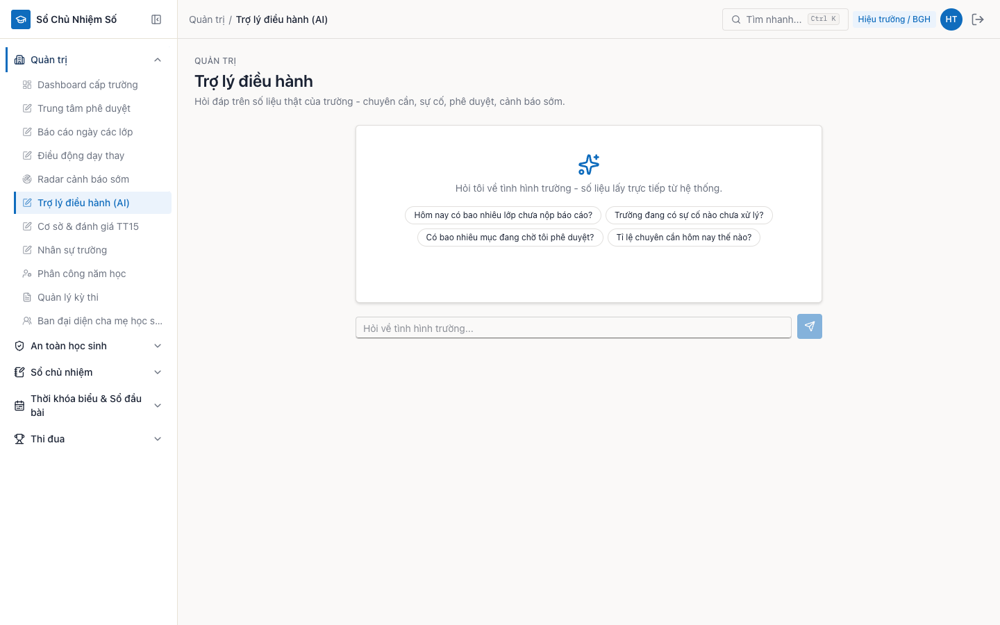 Sổ Chủ Nhiệm Số
Quản trị / Trợ lý điều hành (AI)
Tìm nhanh... Ctrl K
Hiệu trưởng / BGH
HT
Quản trị
Dashboard cấp trường
Trung tâm phê duyệt
Báo cáo ngày các lớp
Điều động dạy thay
Radar cảnh báo sớm
Trợ lý điều hành (AI)
Cơ sở & đánh giá TT15
Nhân sự trường
Phân công năm học
Quản lý kỳ thi
Ban đại diện cha mẹ học s...
An toàn học sinh
Sổ chủ nhiệm
Thời khóa biểu & Sổ đầu
bài
Thi đua
QUẢN TRỊ
Trợ lý điều hành
Hỏi đáp trên số liệu thật của trường - chuyên cần, sự cố, phê duyệt, cảnh báo sớm.
Hỏi tôi về tình hình trường - số liệu lấy trực tiếp từ hệ thống.
Hôm nay có bao nhiêu lớp chưa nộp báo cáo?
Trường đang có sự cố nào chưa xử lý?
Có bao nhiêu mục đang chờ tôi phê duyệt?
Tỉ lệ chuyên cần hôm nay thế nào?
Hỏi về tình hình trường...